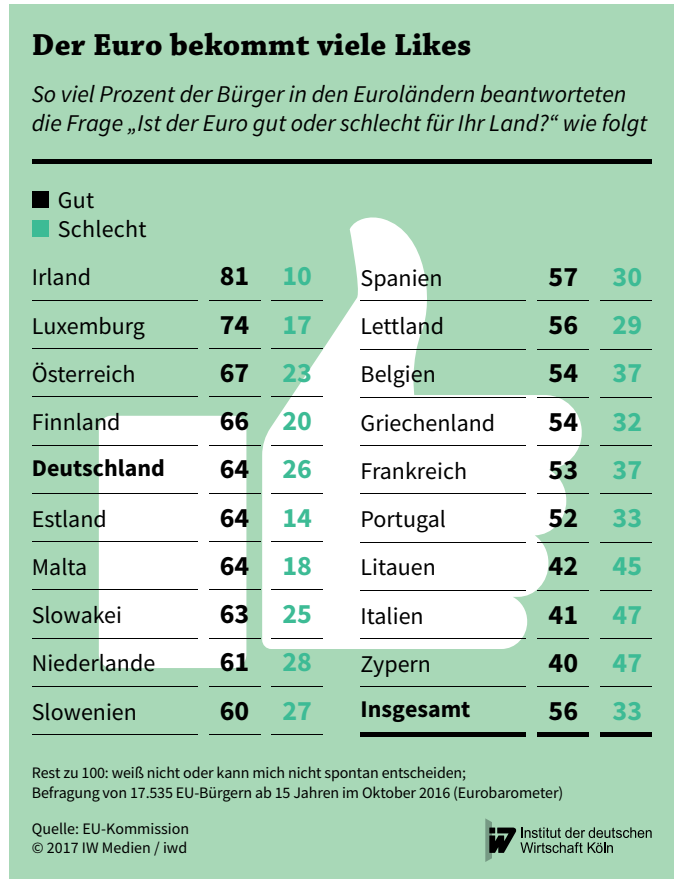 Der Euro bekommt viele Likes
So viel Prozent der Bürger in den Euroländern beantworteten
die Frage „Ist der Euro gut oder schlecht für Ihr Land?“ wie folgt
Gut
Schlecht
Irland 81 10
Luxemburg 74 17
Österreich 67 23
Finnland 66 20
Deutschland 64 26
Estland 64 14
Malta 64 18
Slowakei 63 25
Niederlande 61 28
Slowenien 60 27
Spanien 57 30
Lettland 56 29
Belgien 54 37
Griechenland 54 32
Frankreich 53 37
Portugal 52 33
Litauen 42 45
Italien 41 47
Zypern 40 47
Insgesamt 56 33
Rest zu 100: weiß nicht oder kann mich nicht spontan entscheiden;
Befragung von 17.535 EU-Bürgern ab 15 Jahren im Oktober 2016 (Eurobarometer)
Quelle: EU-Kommission
© 2017 IW Medien / iwd
iw Institut der deutschen
Wirtschaft Köln